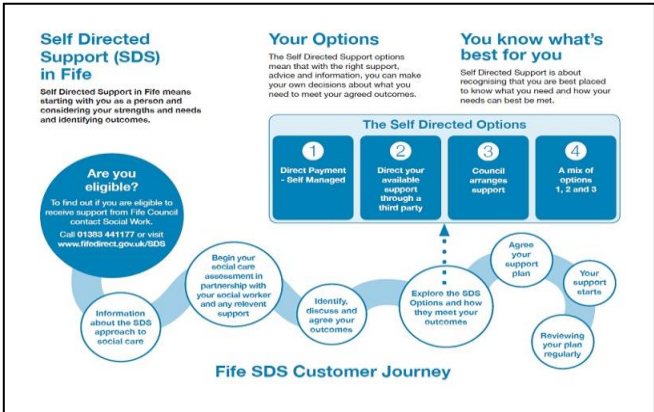 Self Directed
Support (SDS)
in Fife
Self Directed Support in Fife means
starting with you as a person and
considering your strengths and needs
and identifying outcomes.
Your Options
The Self Directed Support options
mean that with the right support,
advice and information, you can make
your own decisions about what you
need to meet your agreed outcomes.
You know what's
best for you
Self Directed Support is about
recognising that you are best placed
to know what you need and how your
needs can best be met.
The Self Directed Options
1
Direct Payment
- Self Managed
2
Direct your
available
support
through a
third party
3
Council
arranges
support
4
A mix of
options
1, 2 and 3
Are you
eligible?
To find out if you are eligible to
receive support from Fife Council
contact Social Work.
Call 01383 441177 or visit
www.fifedirect.gov.uk/SDS
Information
about the SDS
approach to
social care
Begin your
social care
assessment in
partnership with
your social worker
and any relevent
support
Identify,
discuss and
agree your
outcomes
Explore the SDS
Options and how
they meet your
outcomes
Agree
your
support
plan
Your
support
starts
Reviewing
your plan
regularly
Fife SDS Customer Journey